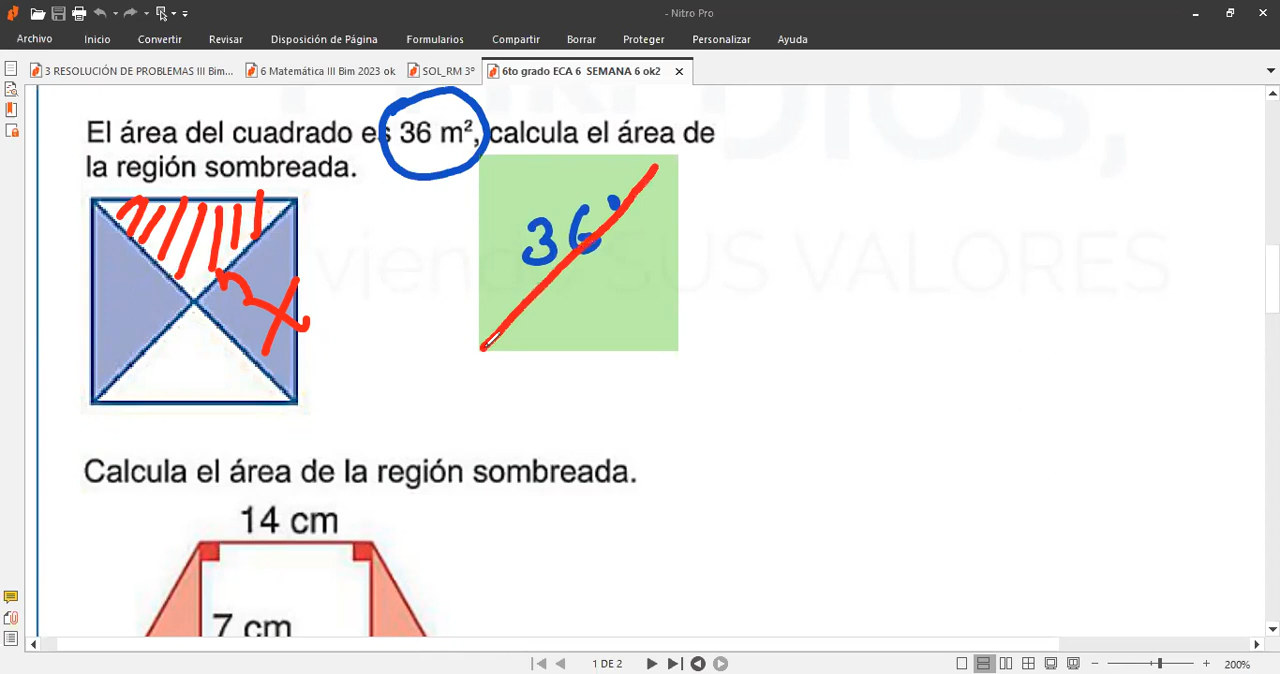 - Nitro Pro
Archivo Inicio Convertir Revisar Disposición de Página Formularios Compartir Borrar Proteger Personalizar Ayuda
3 RESOLUCIÓN DE PROBLEMAS III Bim... 6 Matemática III Bim 2023 ok SOL_RM 3° 6to grado ECA 6 SEMANA 6 ok2
El área del cuadrado es 36 m², calcula el área de
la región sombreada.
36
viendo SUS VALORES
Calcula el área de la región sombreada.
14 cm
7 cm
1 DE 2
200%